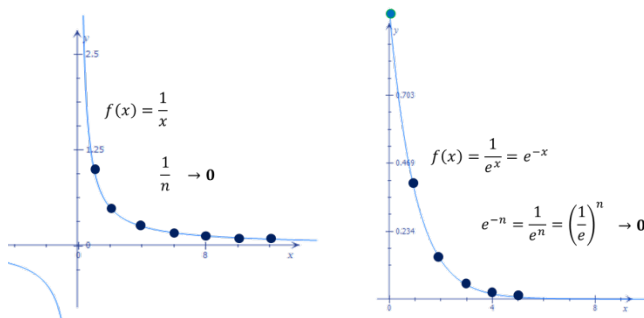 y
2.5
f(x) = 1/x
1.25
1/n → 0
0
8
x
y
0.703
0.469
f(x) = 1/e^x = e^{-x}
0.234
e^{-n} = 1/e^n = (1/e)^n → 0
0
4
8
x